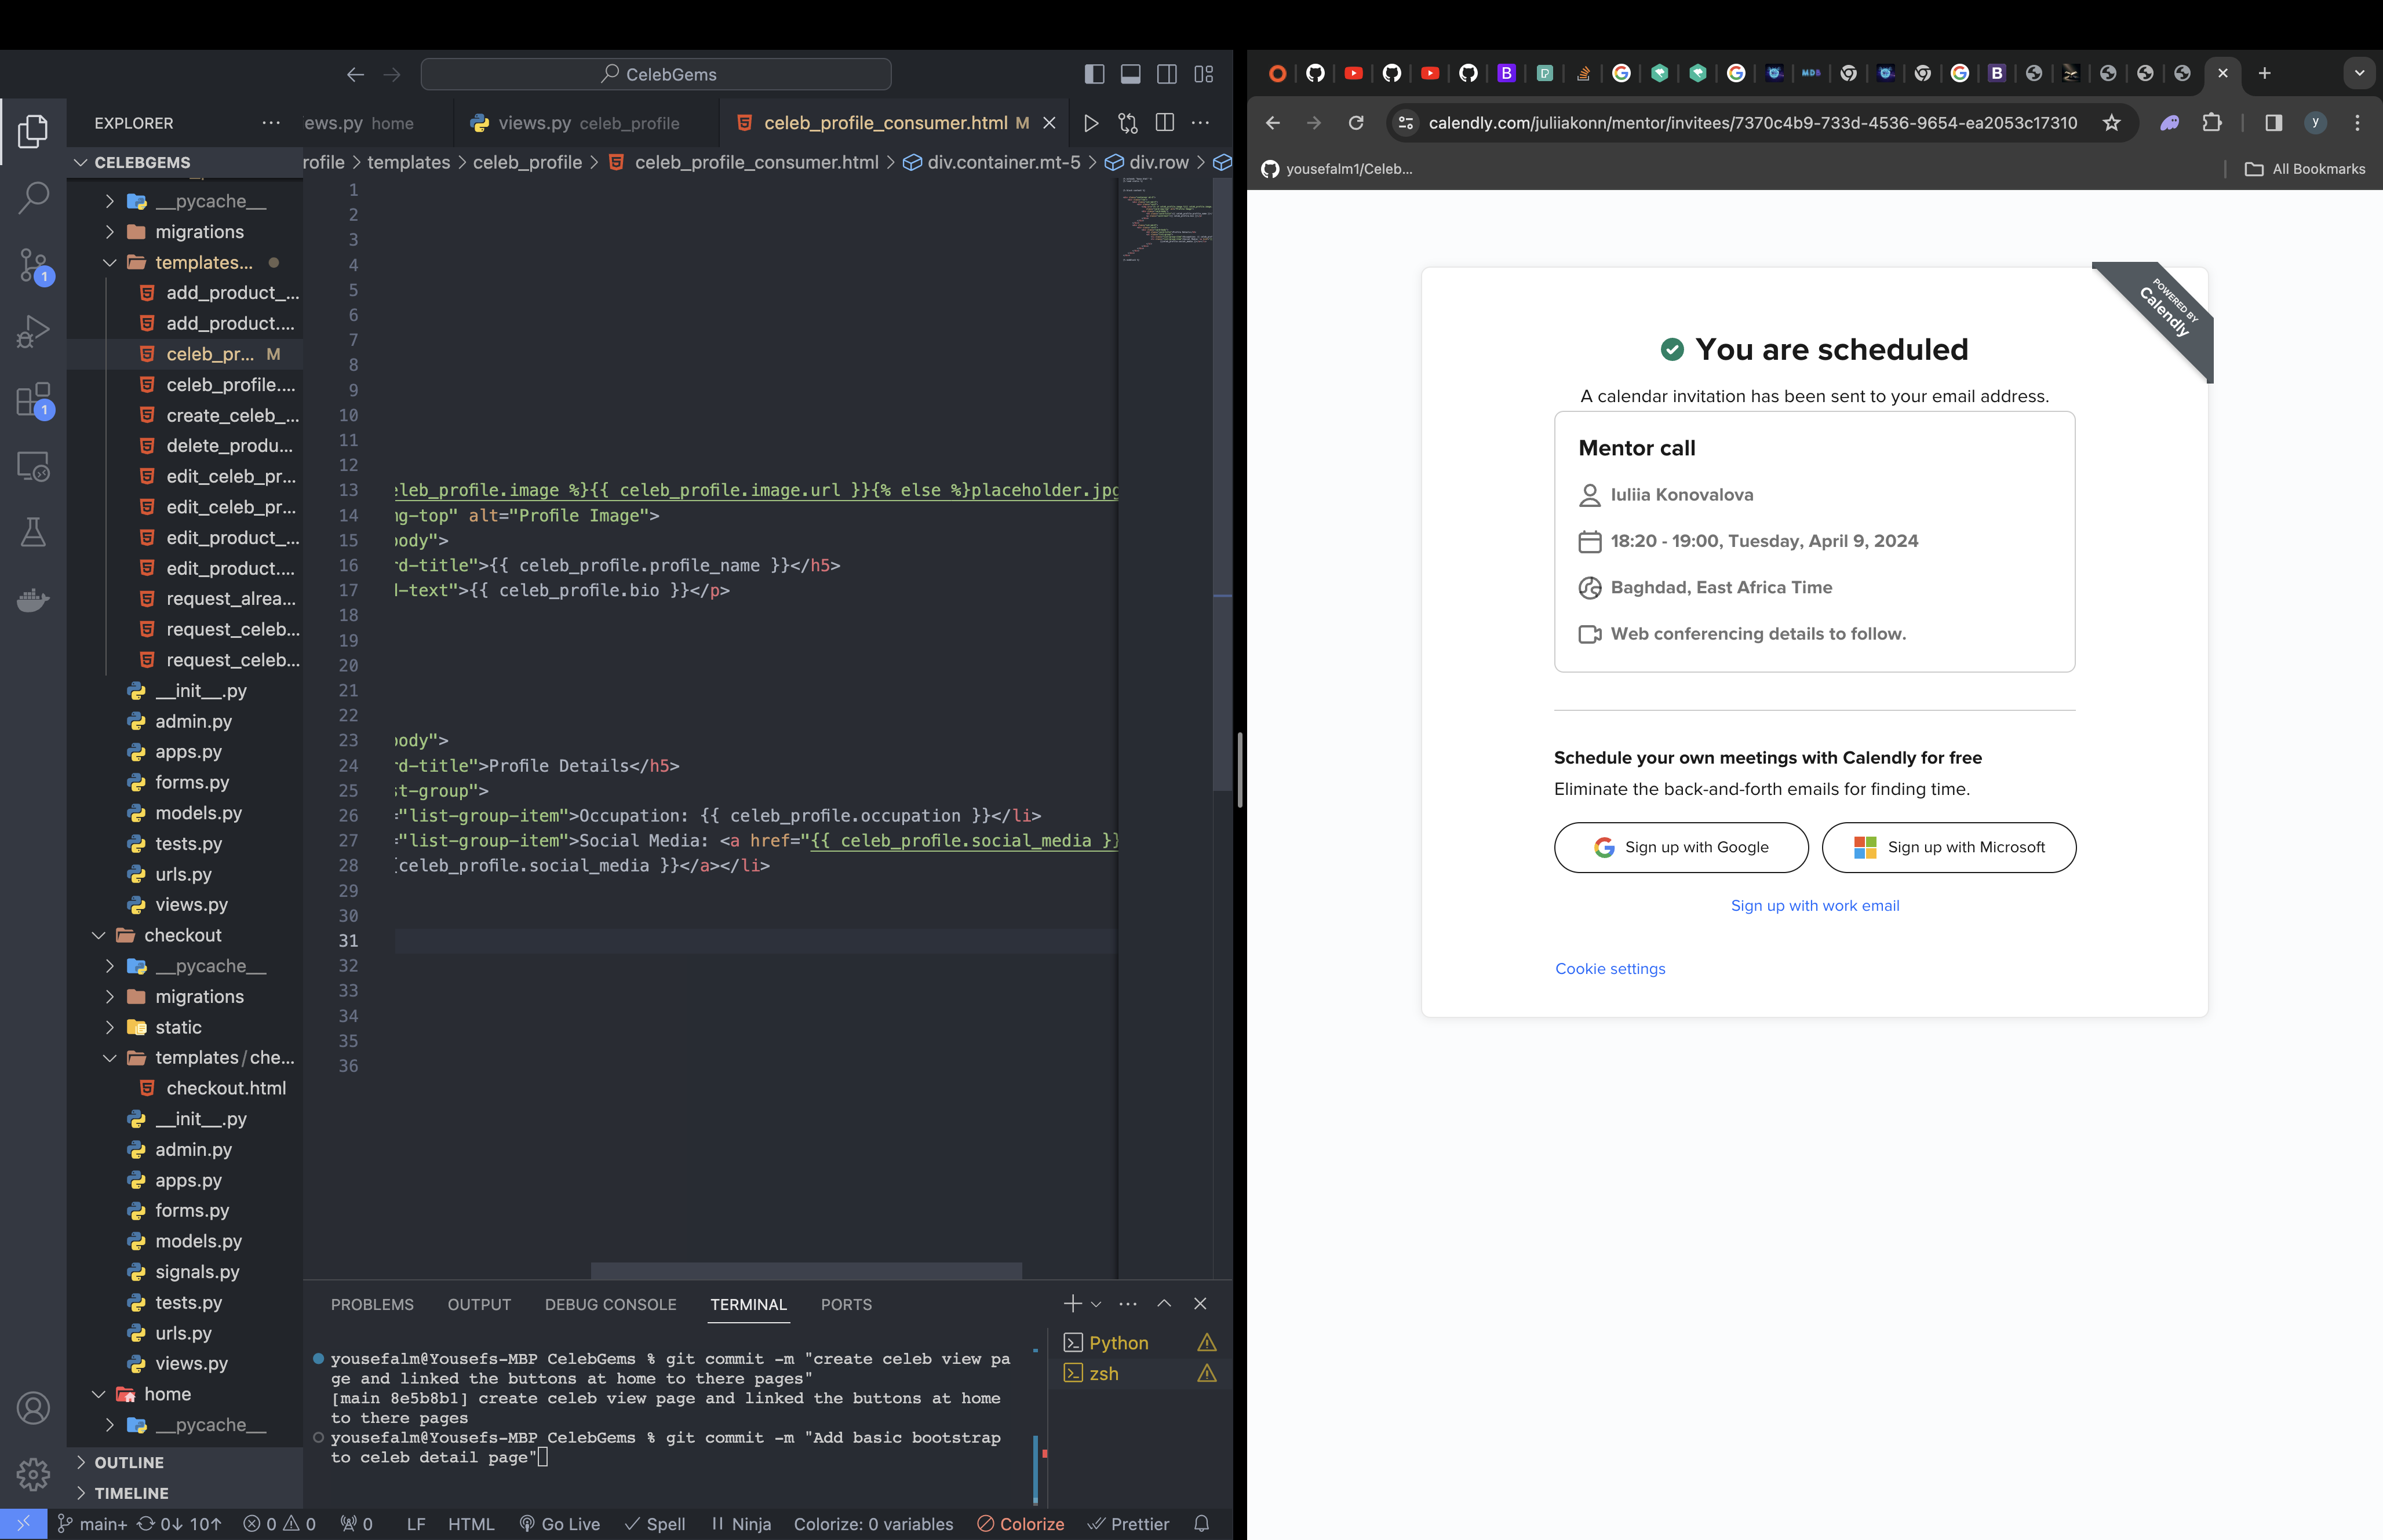 CelebGems
EXPLORER
ews.py home
views.py celeb_profile
celeb_profile_consumer.html M
CELEBGEMS
rofile > templates > celeb_profile > celeb_profile_consumer.html > div.container.mt-5 > div.row >
__pycache__
migrations
templates...
add_product_...
add_product....
celeb_pr... M
celeb_profile....
create_celeb_...
delete_produ...
edit_celeb_pr...
edit_celeb_pr...
edit_product_...
edit_product....
request_alrea...
request_celeb...
request_celeb...
__init__.py
admin.py
apps.py
forms.py
models.py
tests.py
urls.py
views.py
checkout
__pycache__
migrations
static
templates/che...
checkout.html
__init__.py
admin.py
apps.py
forms.py
models.py
signals.py
tests.py
urls.py
views.py
home
__pycache__
OUTLINE
TIMELINE
1
1
1
2
3
4
5
6
7
8
9
10
11
12
13 eleb_profile.image %}{{ celeb_profile.image.url }}{% else %}placeholder.jpg
14 ng-top" alt="Profile Image">
15 body">
16 rd-title">{{ celeb_profile.profile_name }}</h5>
17 d-text">{{ celeb_profile.bio }}</p>
18
19
20
21
22
23 body">
24 rd-title">Profile Details</h5>
25 st-group">
26 ="list-group-item">Occupation: {{ celeb_profile.occupation }}</li>
27 ="list-group-item">Social Media: <a href="{{ celeb_profile.social_media }}
28 {celeb_profile.social_media }}</a></li>
29
30
31
32
33
34
35
36
PROBLEMS OUTPUT DEBUG CONSOLE TERMINAL PORTS
yousefalm@Yousefs-MBP CelebGems % git commit -m "create celeb view pa
ge and linked the buttons at home to there pages"
[main 8e5b8b1] create celeb view page and linked the buttons at home
to there pages
yousefalm@Yousefs-MBP CelebGems % git commit -m "Add basic bootstrap
to celeb detail page"
Python
zsh
main+ 0↓ 10↑ 0 0 0 LF HTML Go Live Spell Ninja Colorize: 0 variables Colorize Prettier
calendly.com/juliiakonn/mentor/invitees/7370c4b9-733d-4536-9654-ea2053c17310
y
yousefalm1/Celeb...
All Bookmarks
POWERED BY
Calendly
You are scheduled
A calendar invitation has been sent to your email address.
Mentor call
Iuliia Konovalova
18:20 - 19:00, Tuesday, April 9, 2024
Baghdad, East Africa Time
Web conferencing details to follow.
Schedule your own meetings with Calendly for free
Eliminate the back-and-forth emails for finding time.
Sign up with Google
Sign up with Microsoft
Sign up with work email
Cookie settings